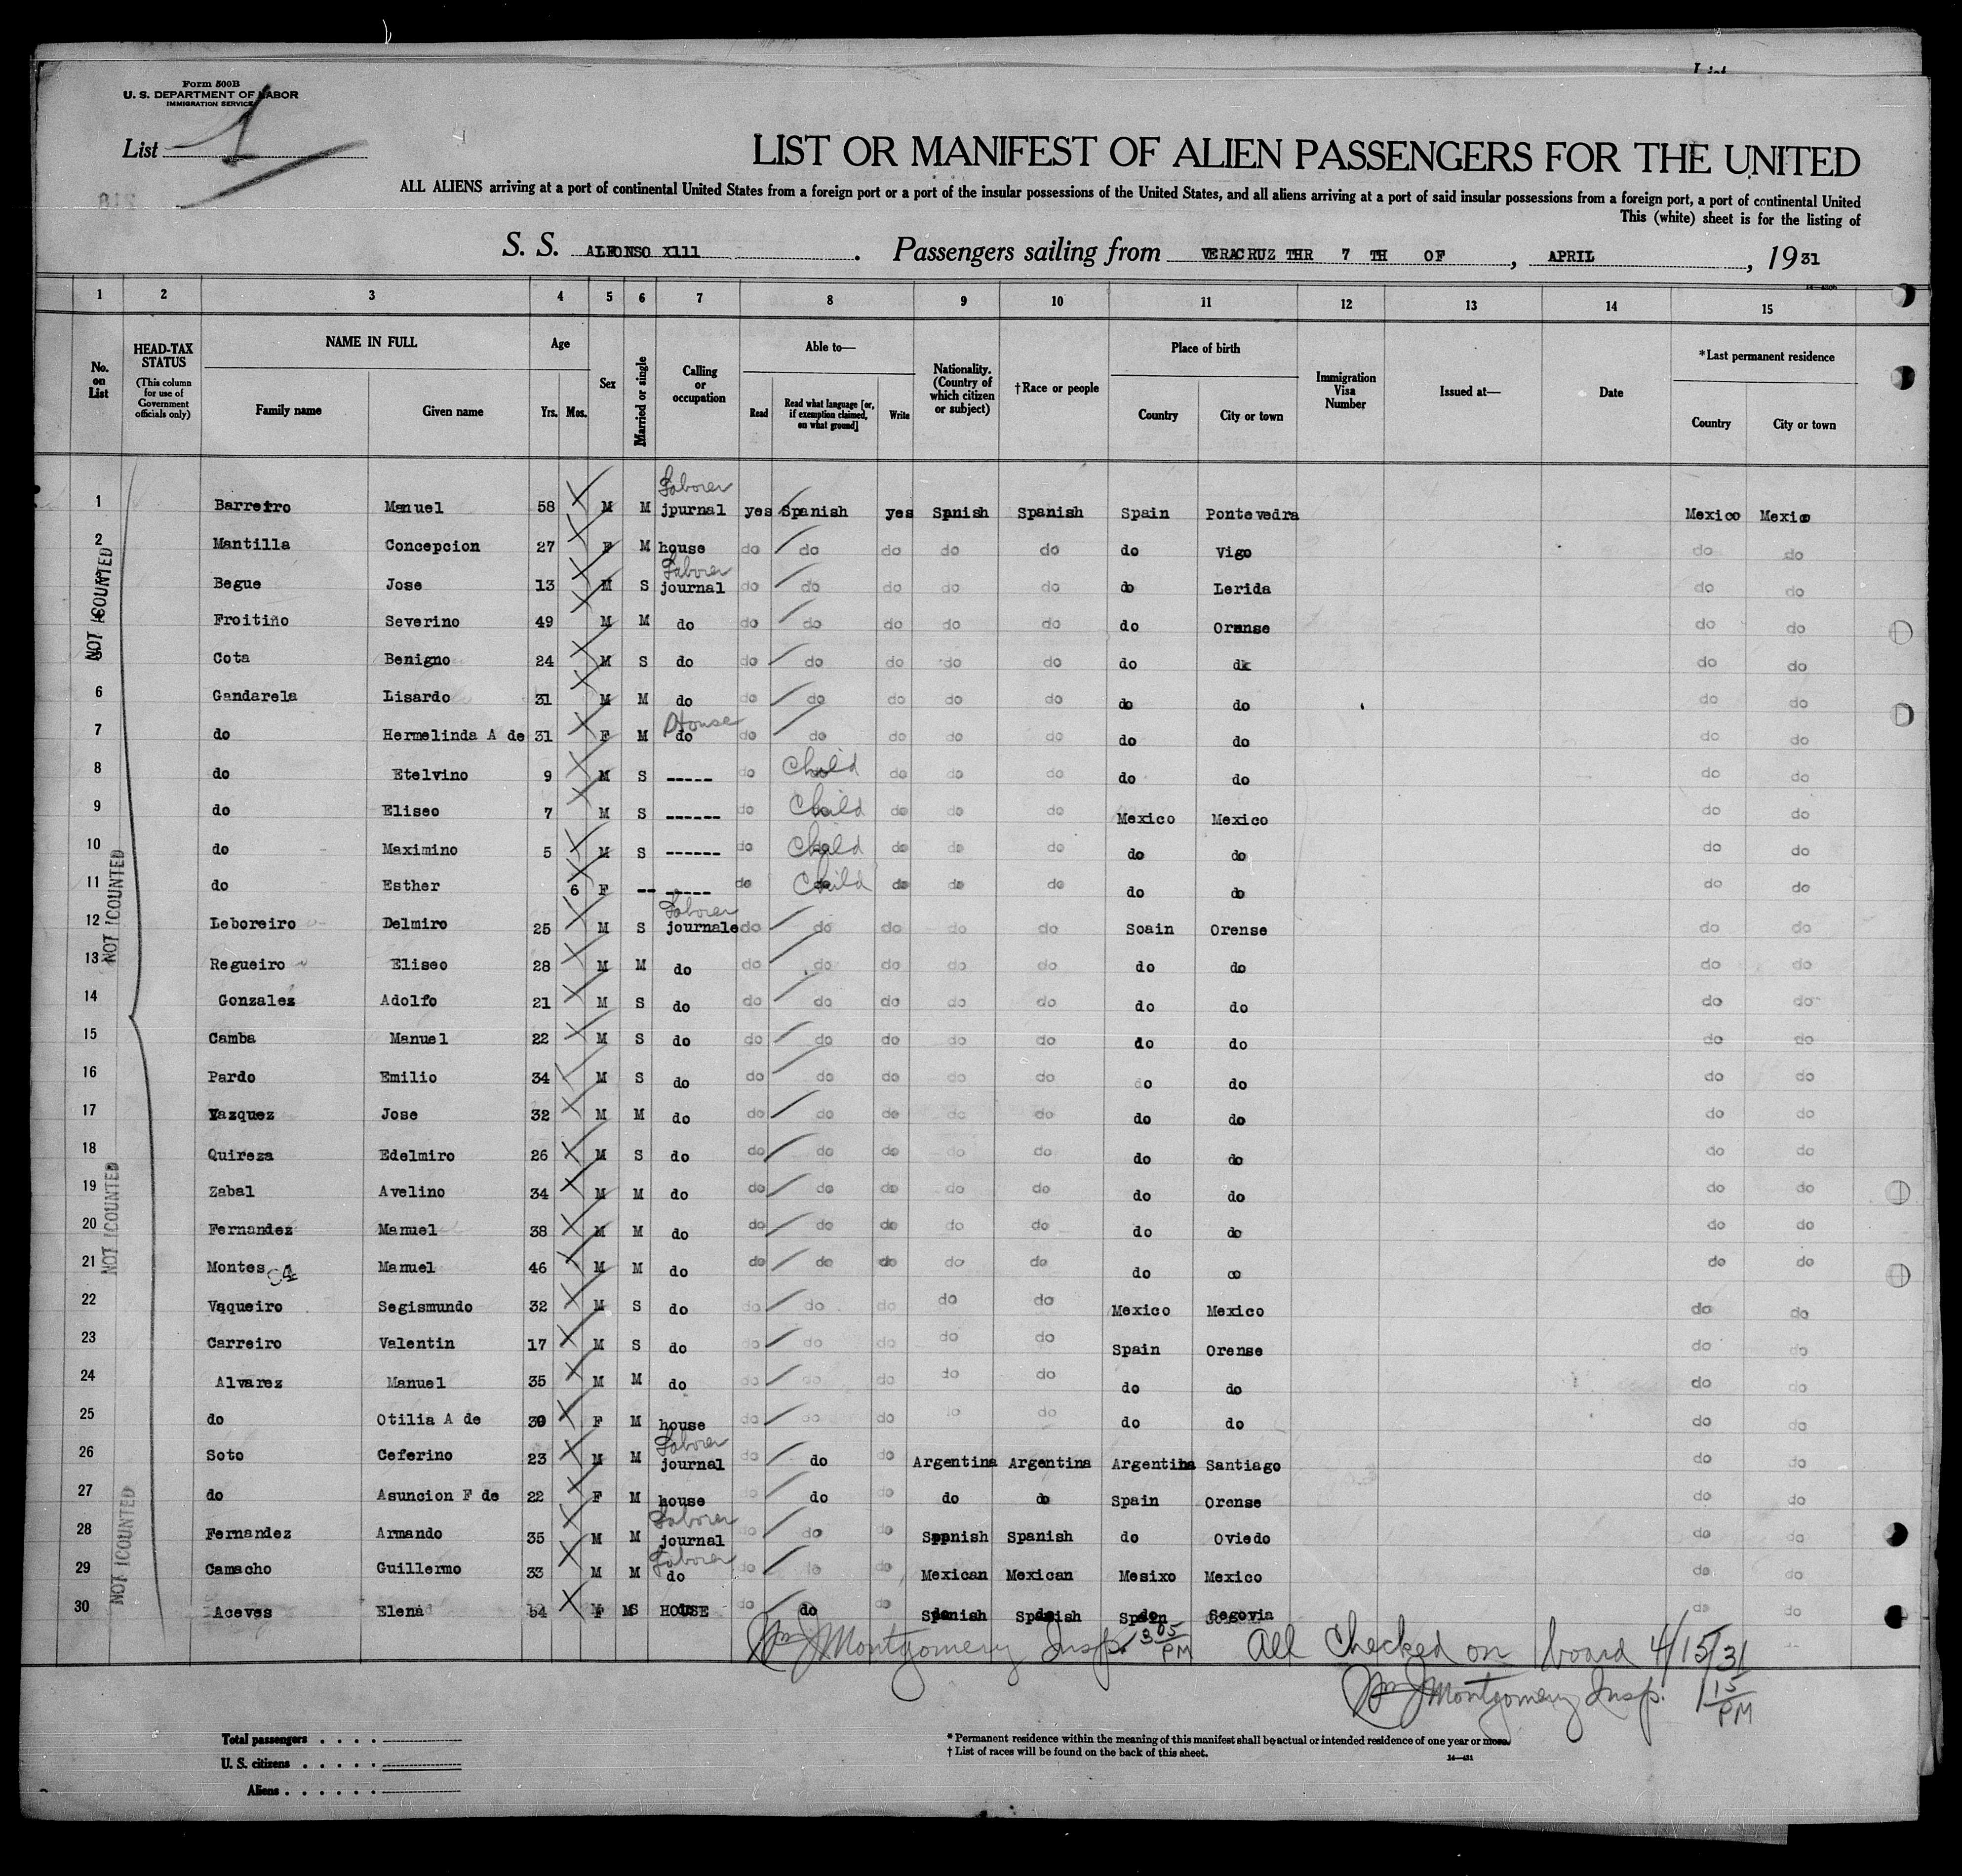 Form 500B
U. S. DEPARTMENT OF LABOR
IMMIGRATION SERVICE
List 1
LIST OR MANIFEST OF ALIEN PASSENGERS FOR THE UNITED
ALL ALIENS arriving at a port of continental United States from a foreign port or a port of the insular possessions of the United States, and all aliens arriving at a port of said insular possessions from a foreign port, a port of continental United
This (white) sheet is for the listing of
S. S. ALFONSO X111 . Passengers sailing from VERACRUZ THR 7 TH OF , APRIL , 1931
1 2 3 4 5 6 7 8 9 10 11 12 13 14 15
No. on List
HEAD-TAX STATUS (This column for use of Government officials only)
NAME IN FULL Family name Given name
Age Yrs. Mos.
Sex
Married or single
Calling or occupation
Able to— Read Read what language [or, if exemption claimed, on what ground] Write
Nationality. (Country of which citizen or subject)
†Race or people
Place of birth Country City or town
Immigration Visa Number
Issued at—
Date
*Last permanent residence Country City or town
Laborer
1 Barreiro Manuel 58 M M jpurnal yes Spanish yes Spnish Spanish Spain Pontevedra Mexico Mexico
2 Mantilla Concepcion 27 F M house do do do do do do Vigo do do
Laborer
3 Begue Jose 13 M S journal do do do do do do Lerida do do
Froitiño Severino 49 M M do do do do do do do Orense do do
Cota Benigno 24 M S do do do do do do do do do do
6 Gandarela Lisardo 31 M M do do do do do do do do do do
House
7 do Hermelinda A de 31 F M do do do do do do do do do do
8 do Etelvino 9 M S ----- do Child do do do do do do do
9 do Eliseo 7 M S ------ do Child do do do Mexico Mexico do do
10 do Maximino 5 M S ------ do Child do do do do do do do
11 do Esther 6 F -- ----- do Child do do do do do do do
Laborer
12 Leboreiro Delmiro 25 M S journale do do do do do Soain Orense do do
13 Regueiro Eliseo 28 M M do do do do do do do do do do
14 Gonzales Adolfo 21 M S do do do do do do do do do do
15 Camba Manuel 22 M S do do do do do do do do do do
16 Pardo Emilio 34 M S do do do do do do do do do do
17 Vazquez Jose 32 M M do do do do do do do do do do
18 Quireza Edelmiro 26 M S do do do do do do do do do do
19 Zabal Avelino 34 M M do do do do do do do do do do
20 Fernandez Manuel 38 M M do do do do do do do do do do
21 Montes Manuel 46 M M do do do do do do do do do do
22 Vaqueiro Segismundo 32 M S do do do do do do Mexico Mexico do do
23 Carreiro Valentin 17 M S do do do do do do Spain Orense do do
24 Alvarez Manuel 35 M M do do do do do do do do do do
25 do Otilia A de 30 F M house do do do do do do do do do
Laborer
26 Soto Ceferino 23 M M journal do do do Argentina Argentina Argentina Santiago do do
27 do Asuncion F de 22 F M house do do do do do Spain Orense do do
Laborer
28 Fernandez Armando 35 M M journal do do do Spanish Spanish do Oviedo do do
Laborer
29 Camacho Guillermo 33 M M do do do do Mexican Mexican Mesixo Mexico do do
30 Aceves Elena 54 F MS HOUSE do do do Spanish Spanish Spain Segovia do do
NOT COUNTED
NOT COUNTED
NOT COUNTED
NOT COUNTED
Wm J Montgomery Insp. 3 05 PM All Checked on board 4/15/31
Wm J Montgomery Insp. 1 15 PM
Total passengers
U. S. citizens
Aliens
* Permanent residence within the meaning of this manifest shall be actual or intended residence of one year or more.
† List of races will be found on the back of this sheet.
14—431